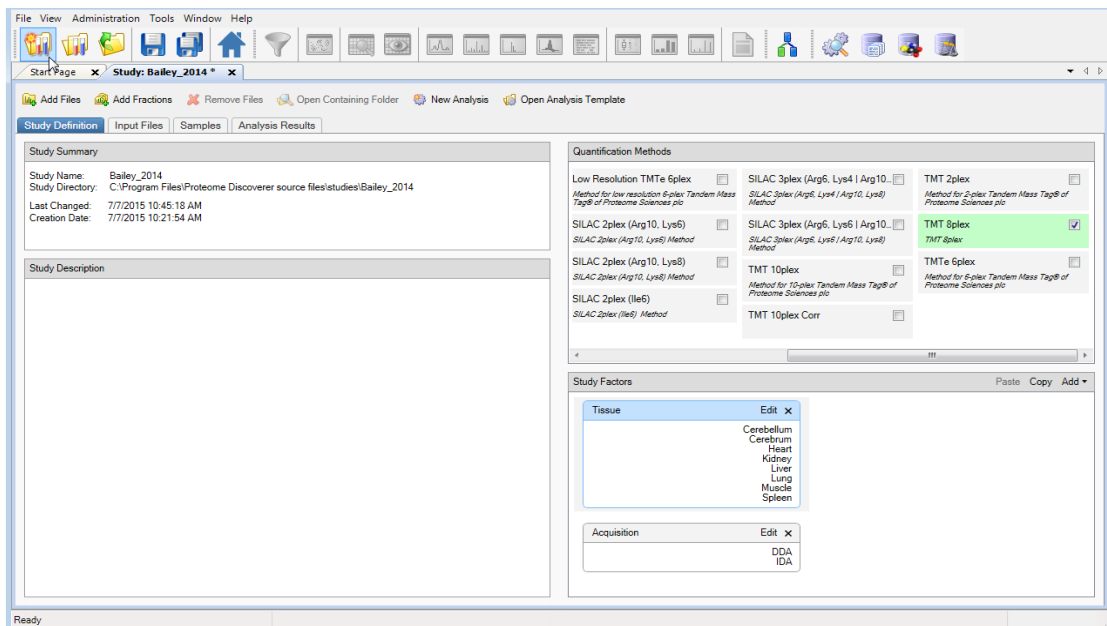 File View Administration Tools Window Help
Start Page x Study: Bailey_2014 * x
Add Files Add Fractions Remove Files Open Containing Folder New Analysis Open Analysis Template
Study Definition Input Files Samples Analysis Results
Study Summary
Study Name: Bailey_2014
Study Directory: C:\Program Files\Proteome Discoverer source files\studies\Bailey_2014
Last Changed: 7/7/2015 10:45:18 AM
Creation Date: 7/7/2015 10:21:54 AM
Study Description
Quantification Methods
Low Resolution TMTe 6plex
Method for low resolution 6-plex Tandem Mass
Tag® of Proteome Sciences plc
SILAC 2plex (Arg10, Lys6)
SILAC 2plex (Arg10, Lys6) Method
SILAC 2plex (Arg10, Lys8)
SILAC 2plex (Arg10, Lys8) Method
SILAC 2plex (Ile6)
SILAC 2plex (Ile6) Method
SILAC 3plex (Arg6, Lys4 | Arg10...
SILAC 3plex (Arg6, Lys4 | Arg10, Lys8)
Method
SILAC 3plex (Arg6, Lys6 | Arg10...
SILAC 3plex (Arg6, Lys6 | Arg10, Lys8)
Method
TMT 10plex
Method for 10-plex Tandem Mass Tag® of
Proteome Sciences plc
TMT 10plex Corr
TMT 2plex
Method for 2-plex Tandem Mass Tag® of
Proteome Sciences plc
TMT 8plex
TMT 8plex
TMTe 6plex
Method for 6-plex Tandem Mass Tag® of
Proteome Sciences plc
Study Factors Paste Copy Add
Tissue Edit x
Cerebellum
Cerebrum
Heart
Kidney
Liver
Lung
Muscle
Spleen
Acquisition Edit x
DDA
IDA
Ready